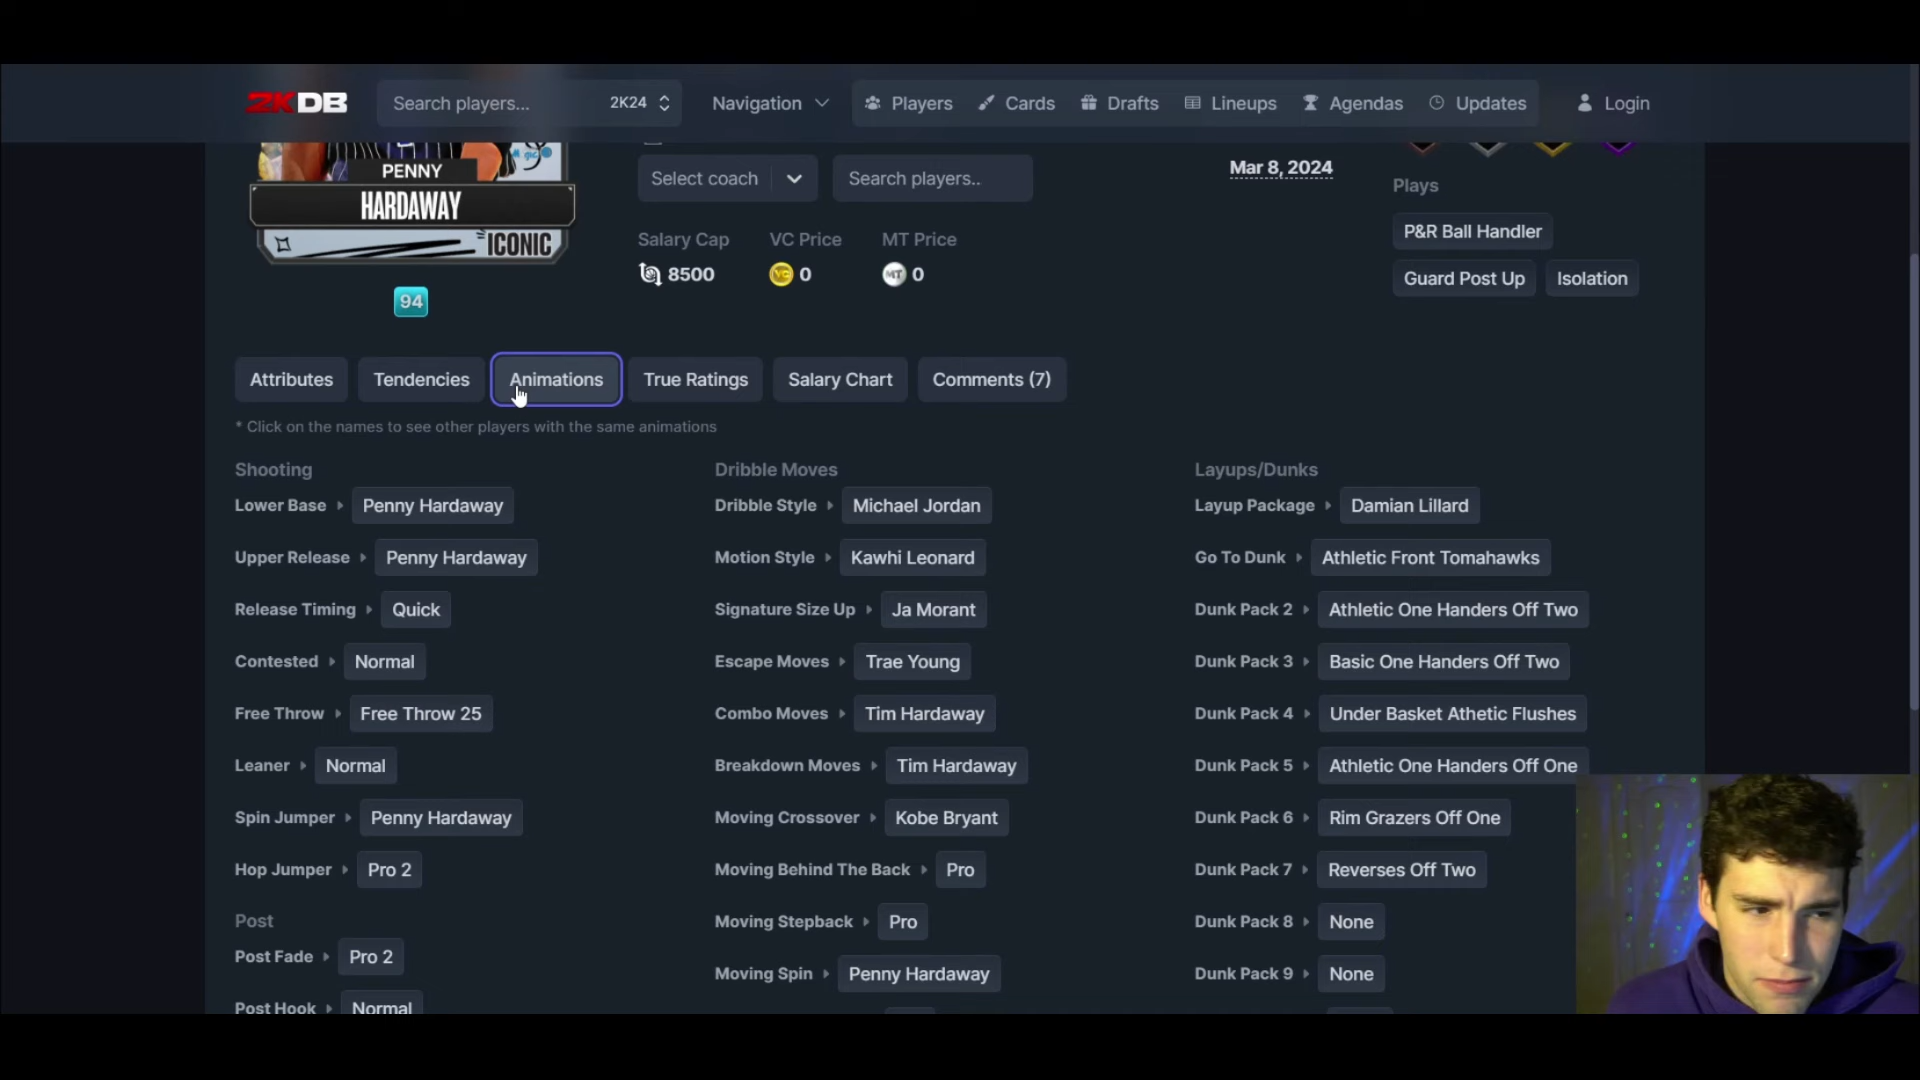 2KDB
Search players...
2K24
Navigation
Players
Cards
Drafts
Lineups
Agendas
Updates
Login
PENNY
HARDAWAY
ICONIC
94
Select coach
Search players..
Salary Cap
VC Price
MT Price
8500
VC
0
MT
0
Mar 8, 2024
Plays
P&R Ball Handler
Guard Post Up
Isolation
Attributes
Tendencies
Animations
True Ratings
Salary Chart
Comments (7)
* Click on the names to see other players with the same animations
Shooting
Lower Base Penny Hardaway
Upper Release Penny Hardaway
Release Timing Quick
Contested Normal
Free Throw Free Throw 25
Leaner Normal
Spin Jumper Penny Hardaway
Hop Jumper Pro 2
Post
Post Fade Pro 2
Post Hook Normal
Dribble Moves
Dribble Style Michael Jordan
Motion Style Kawhi Leonard
Signature Size Up Ja Morant
Escape Moves Trae Young
Combo Moves Tim Hardaway
Breakdown Moves Tim Hardaway
Moving Crossover Kobe Bryant
Moving Behind The Back Pro
Moving Stepback Pro
Moving Spin Penny Hardaway
Layups/Dunks
Layup Package Damian Lillard
Go To Dunk Athletic Front Tomahawks
Dunk Pack 2 Athletic One Handers Off Two
Dunk Pack 3 Basic One Handers Off Two
Dunk Pack 4 Under Basket Athetic Flushes
Dunk Pack 5 Athletic One Handers Off One
Dunk Pack 6 Rim Grazers Off One
Dunk Pack 7 Reverses Off Two
Dunk Pack 8 None
Dunk Pack 9 None